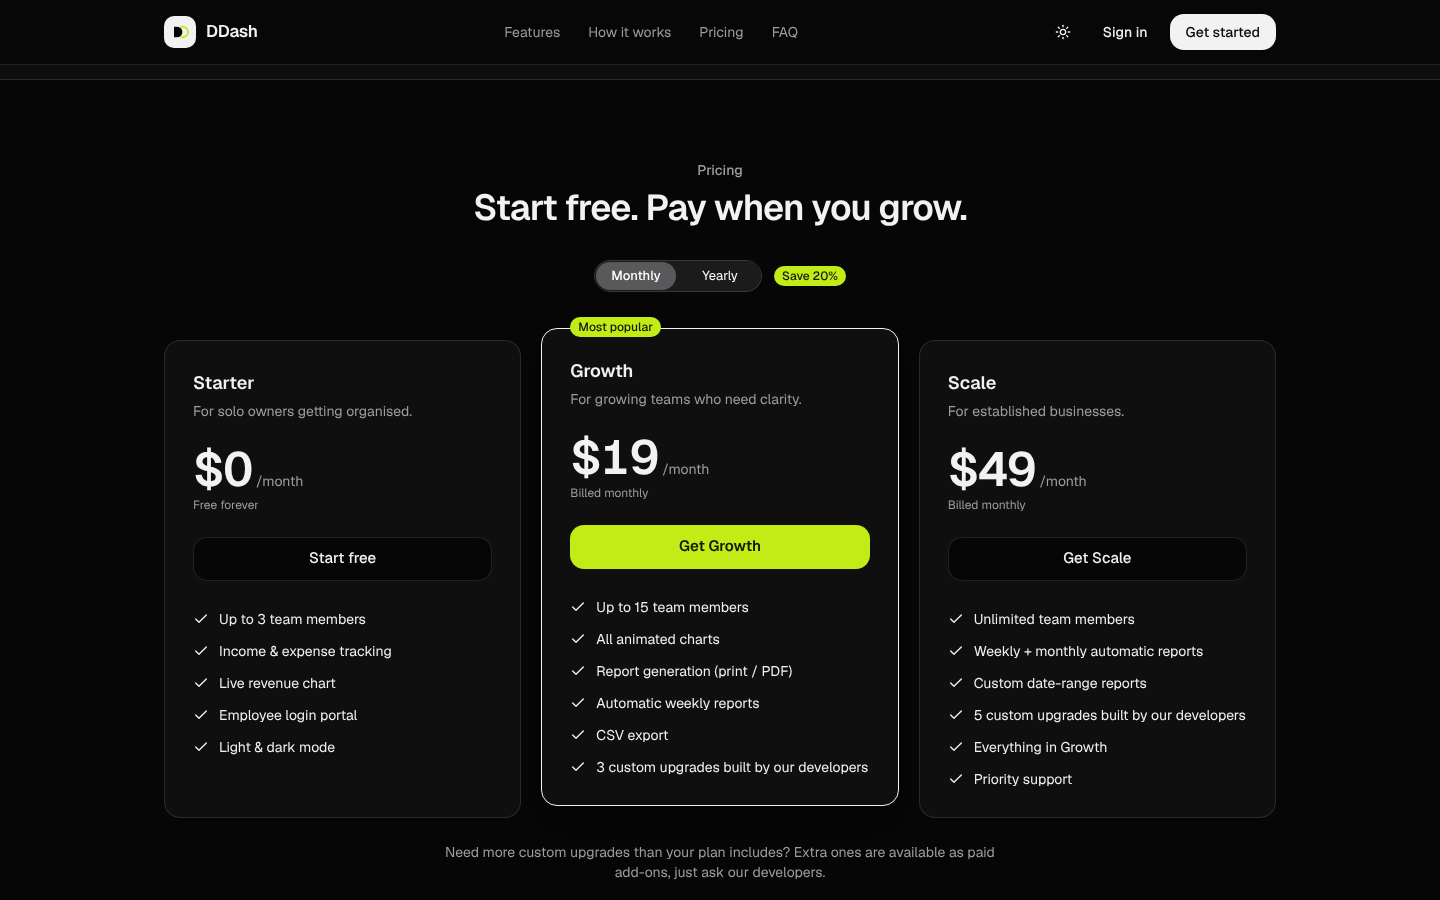 DDash
Features
How it works
Pricing
FAQ
Sign in
Get started
Pricing
Start free. Pay when you grow.
Monthly
Yearly
Save 20%
Starter
For solo owners getting organised.
$0 /month
Free forever
Start free
Up to 3 team members
Income & expense tracking
Live revenue chart
Employee login portal
Light & dark mode
Most popular
Growth
For growing teams who need clarity.
$19 /month
Billed monthly
Get Growth
Up to 15 team members
All animated charts
Report generation (print / PDF)
Automatic weekly reports
CSV export
3 custom upgrades built by our developers
Scale
For established businesses.
$49 /month
Billed monthly
Get Scale
Unlimited team members
Weekly + monthly automatic reports
Custom date-range reports
5 custom upgrades built by our developers
Everything in Growth
Priority support
Need more custom upgrades than your plan includes? Extra ones are available as paid
add-ons, just ask our developers.